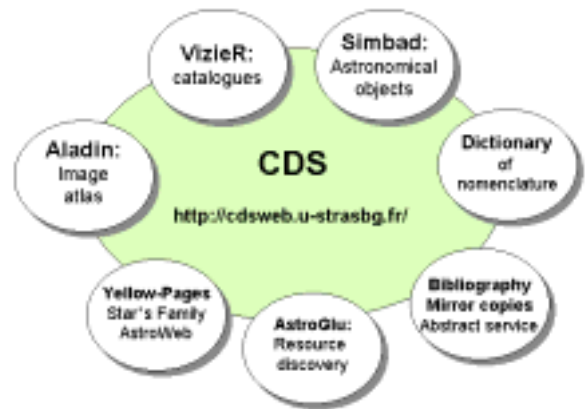 VizieR:
catalogues
Simbad:
Astronomical
objects
Aladin:
Image
atlas
CDS
http://cdsweb.u-strasbg.fr/
Dictionary
of
nomenclature
Yellow-Pages
Star's Family
AstroWeb
AstroGlu:
Resource
discovery
Bibliography
Mirror copies
Abstract service